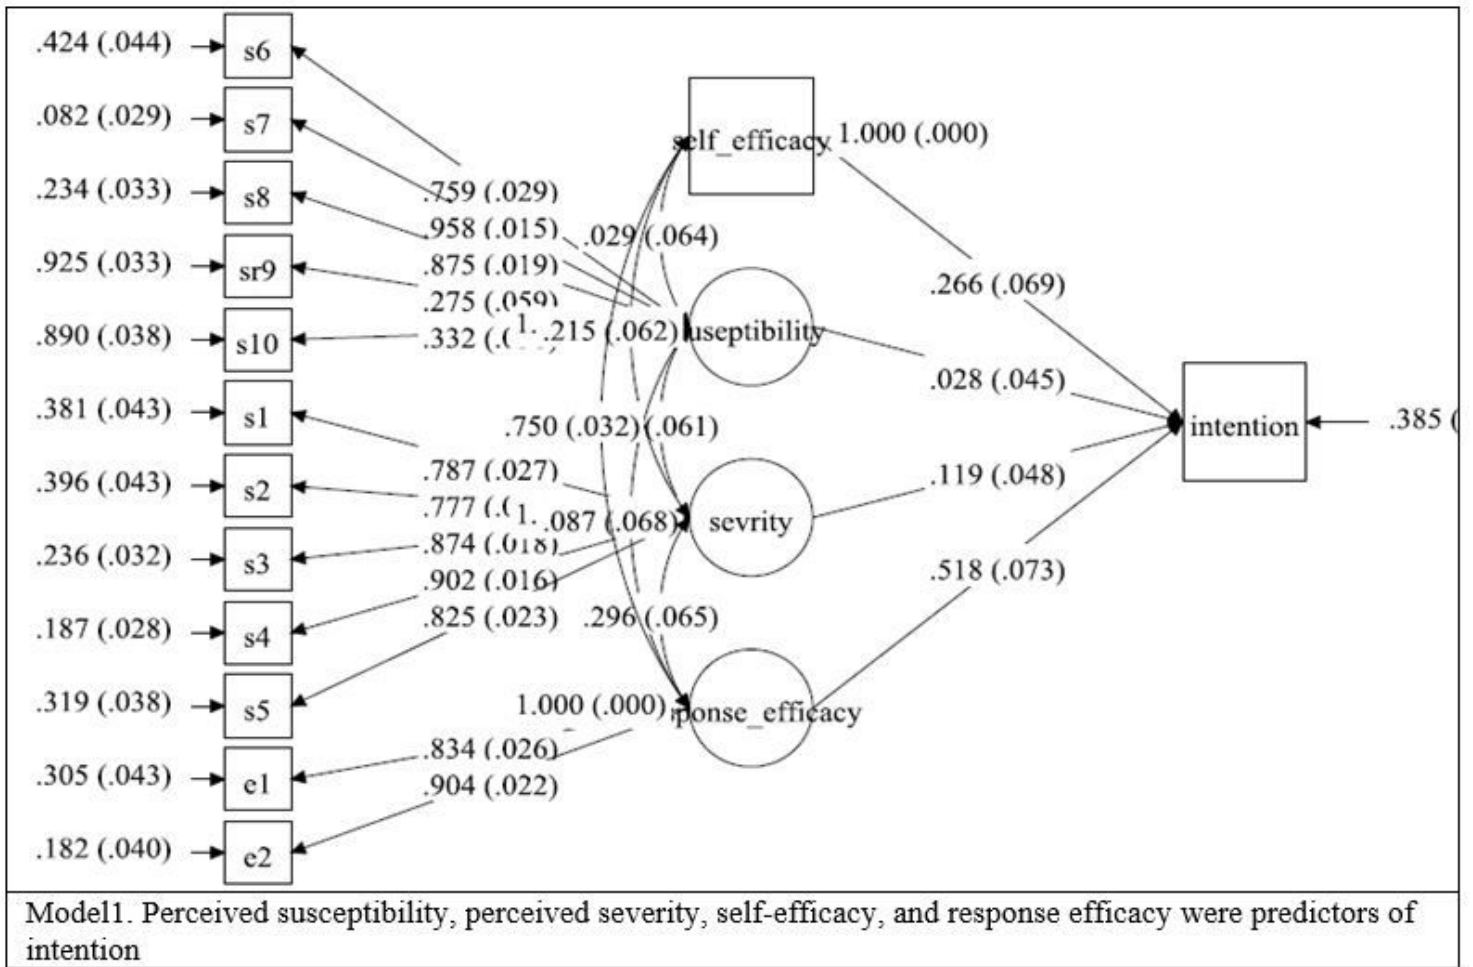 .424 (.044) s6
.082 (.029) s7
.234 (.033) s8
.925 (.033) sr9
.890 (.038) s10
.381 (.043) s1
.396 (.043) s2
.236 (.032) s3
.187 (.028) s4
.319 (.038) s5
.305 (.043) e1
.182 (.040) e2
.759 (.029)
.958 (.015)
.875 (.019)
.275 (.059)
.332
.787 (.027)
.777
.874 (.018)
.902 (.016)
.825 (.023)
.834 (.026)
.904 (.022)
self_efficacy 1.000 (.000)
.029 (.064)
1. .215 (.062) useptibility
.750 (.032) (.061)
1. .087 (.068) sevrity
.296 (.065)
1.000 (.000) ponse_efficacy
.266 (.069)
.028 (.045)
.119 (.048)
.518 (.073)
intention .385 (
Model1. Perceived susceptibility, perceived severity, self-efficacy, and response efficacy were predictors of
intention